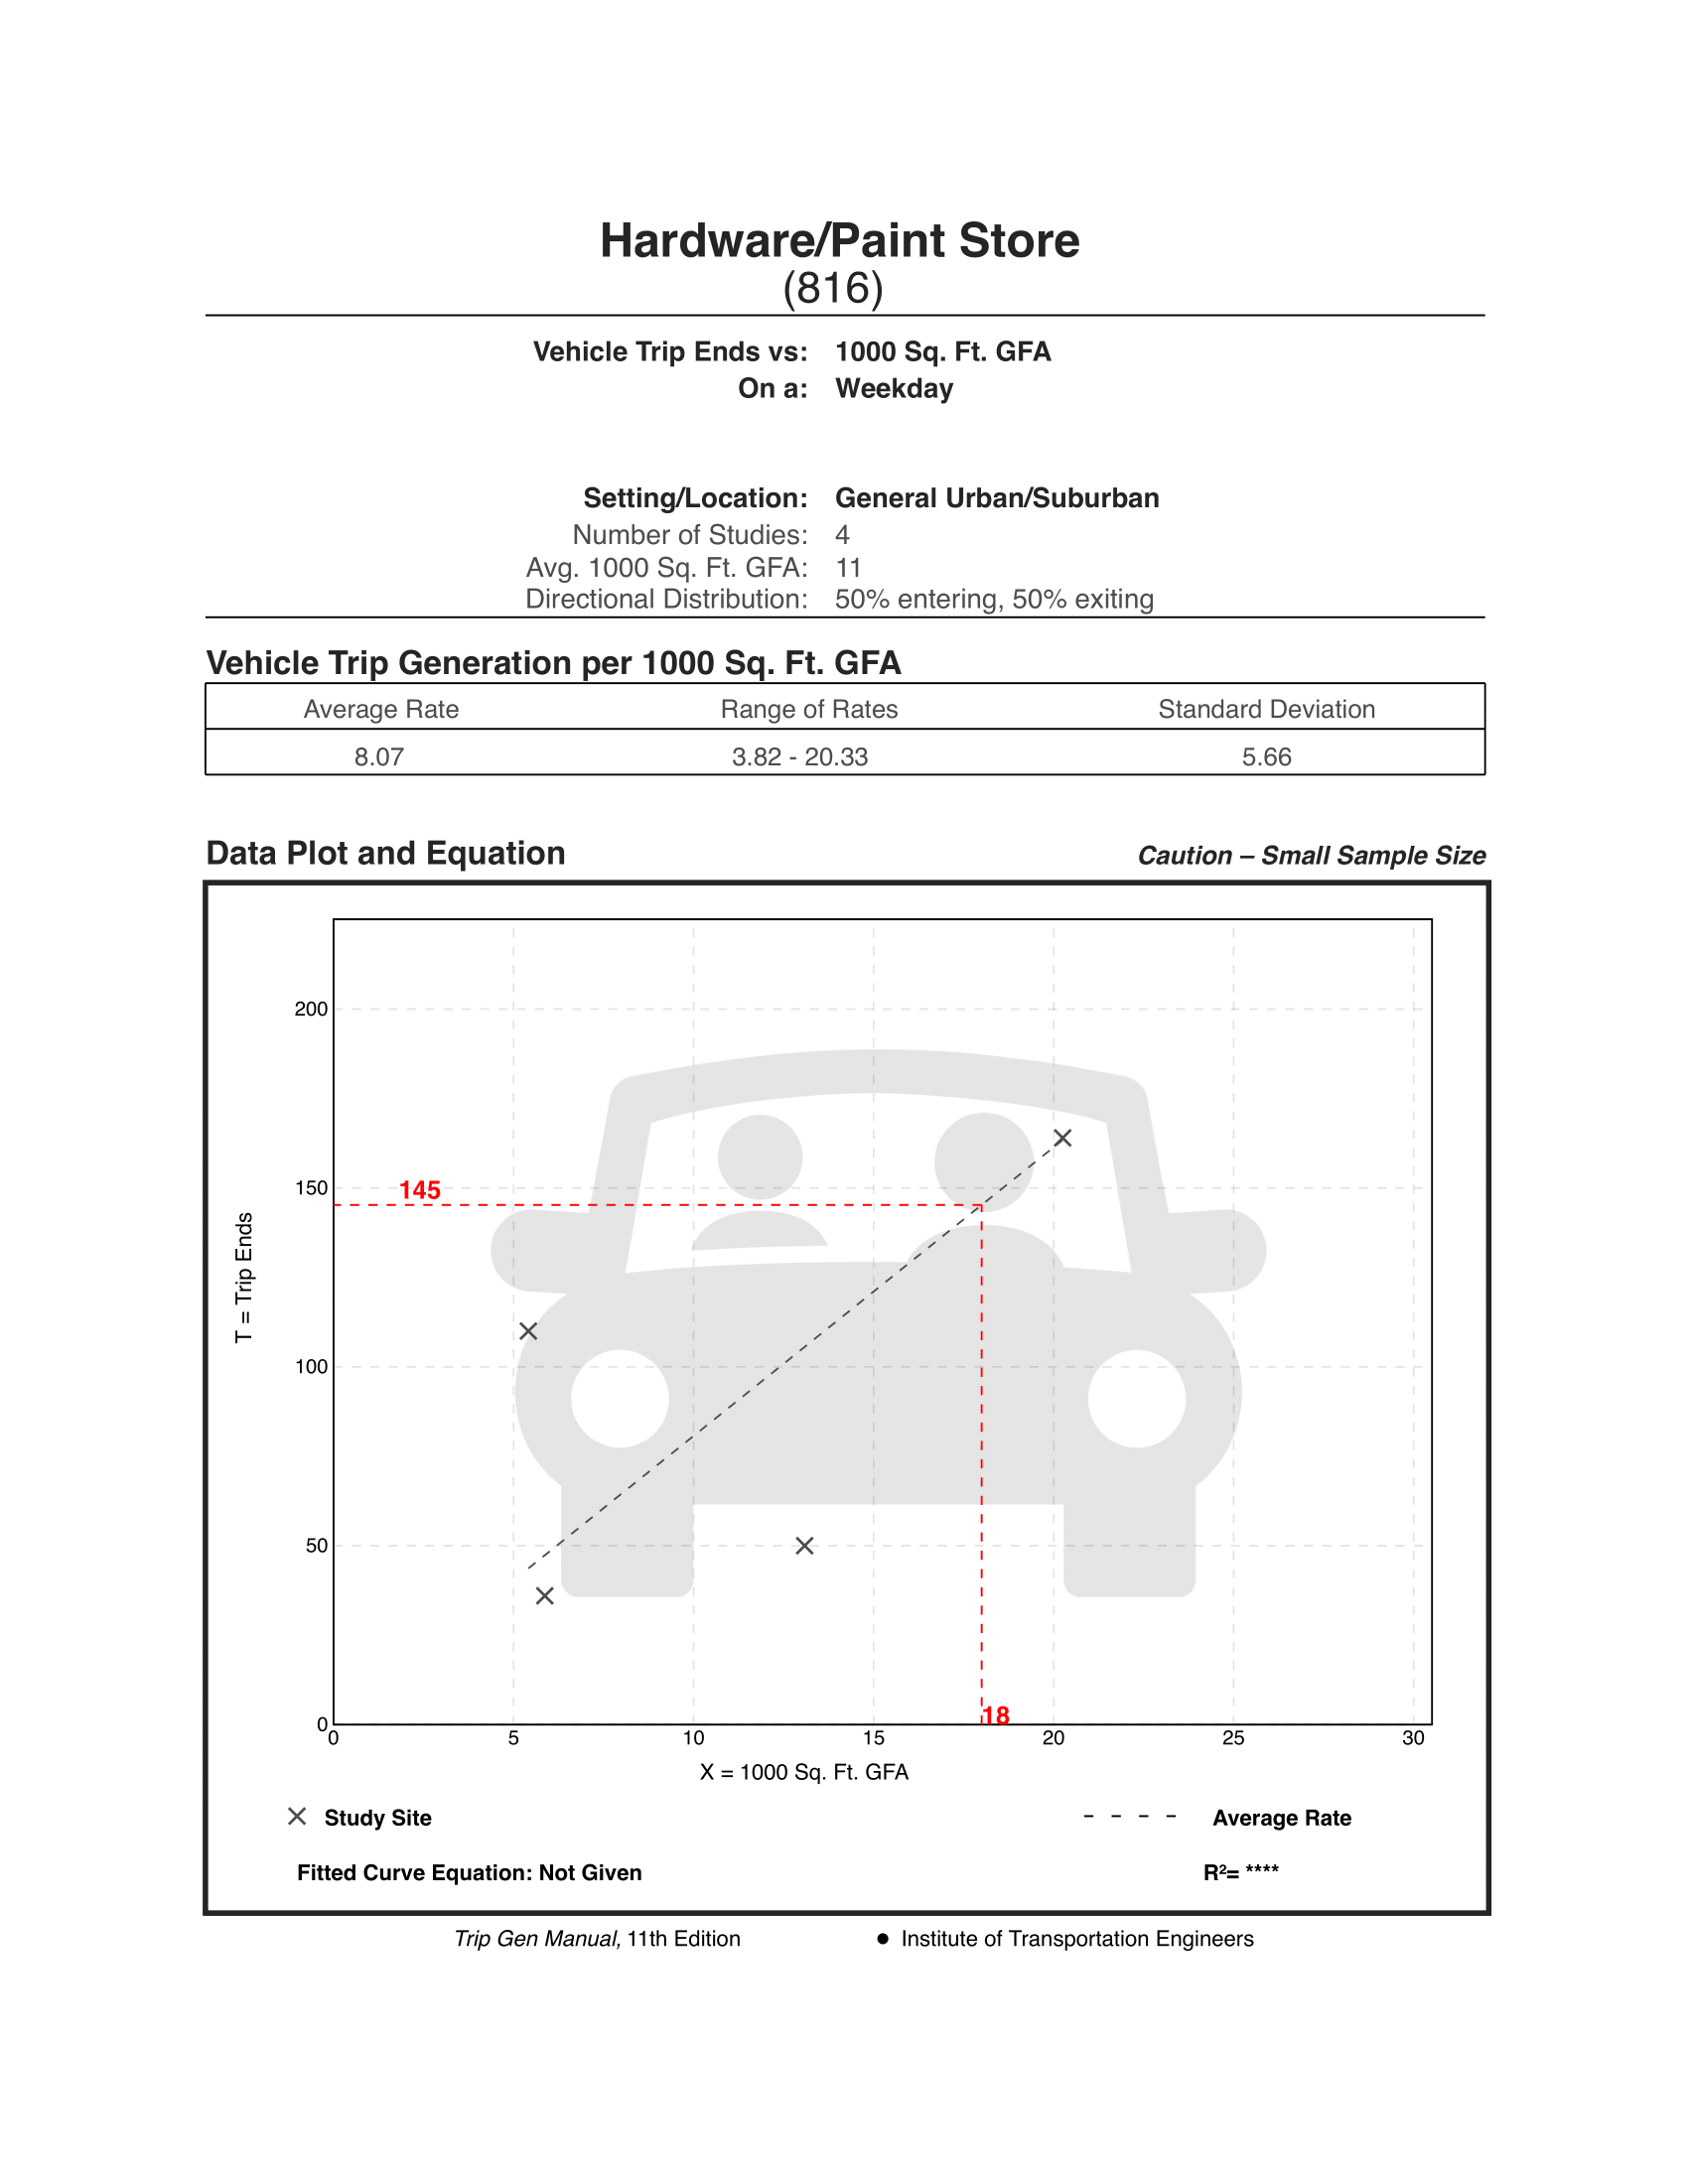 Hardware/Paint Store
(816)
Vehicle Trip Ends vs: 1000 Sq. Ft. GFA
On a: Weekday
Setting/Location: General Urban/Suburban
Number of Studies: 4
Avg. 1000 Sq. Ft. GFA: 11
Directional Distribution: 50% entering, 50% exiting
Vehicle Trip Generation per 1000 Sq. Ft. GFA
Average Rate Range of Rates Standard Deviation
8.07 3.82 - 20.33 5.66
Data Plot and Equation Caution – Small Sample Size
200
150
145
100
50
0
T = Trip Ends
18
0 5 10 15 20 25 30
X = 1000 Sq. Ft. GFA
Study Site Average Rate
Fitted Curve Equation: Not Given R²= ****
Trip Gen Manual, 11th Edition ● Institute of Transportation Engineers